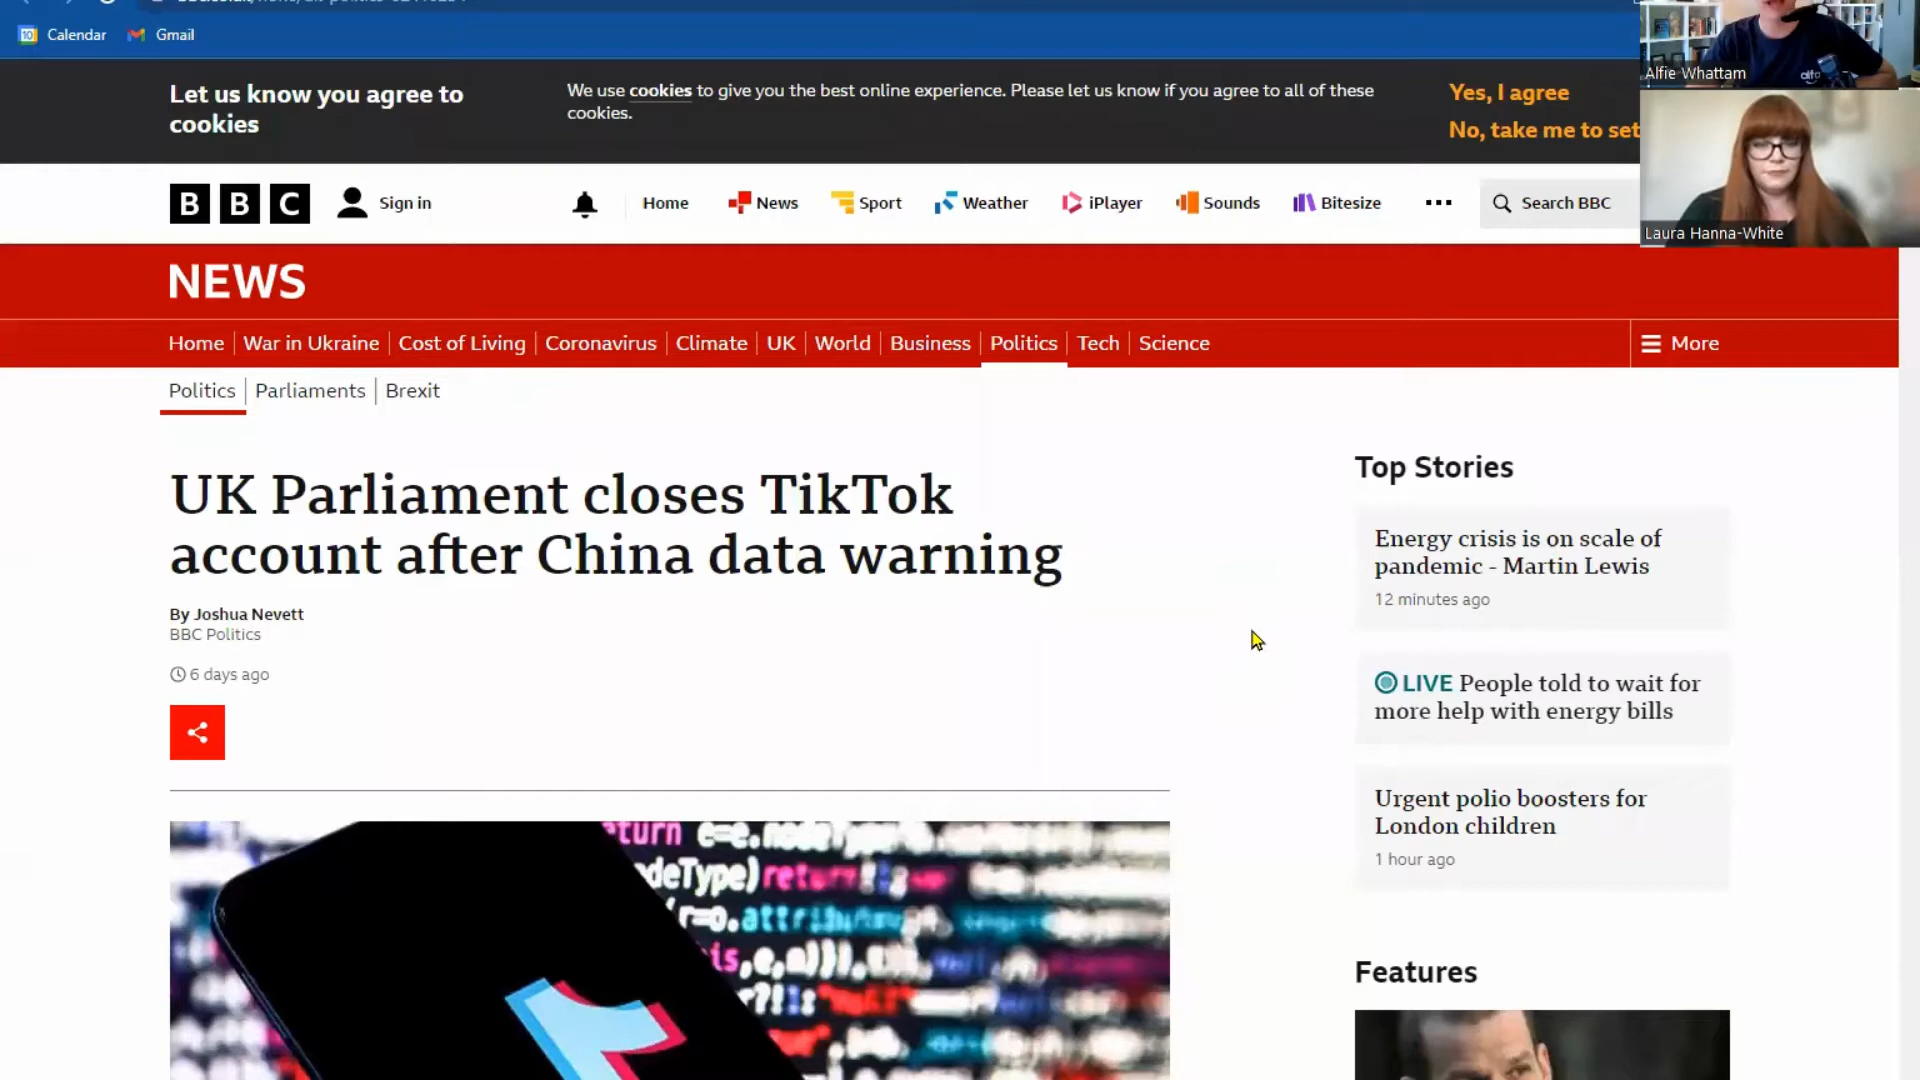 Calendar
Gmail
Alfie Whattam
Let us know you agree to
cookies
We use cookies to give you the best online experience. Please let us know if you agree to all of these
cookies.
Yes, I agree
No, take me to set
Laura Hanna-White
BBC
Sign in
Home
News
Sport
Weather
iPlayer
Sounds
Bitesize
Search BBC
NEWS
Home
War in Ukraine
Cost of Living
Coronavirus
Climate
UK
World
Business
Politics
Tech
Science
More
Politics
Parliaments
Brexit
UK Parliament closes TikTok
account after China data warning
By Joshua Nevett
BBC Politics
6 days ago
Top Stories
Energy crisis is on scale of
pandemic - Martin Lewis
12 minutes ago
LIVE People told to wait for
more help with energy bills
Urgent polio boosters for
London children
1 hour ago
Features